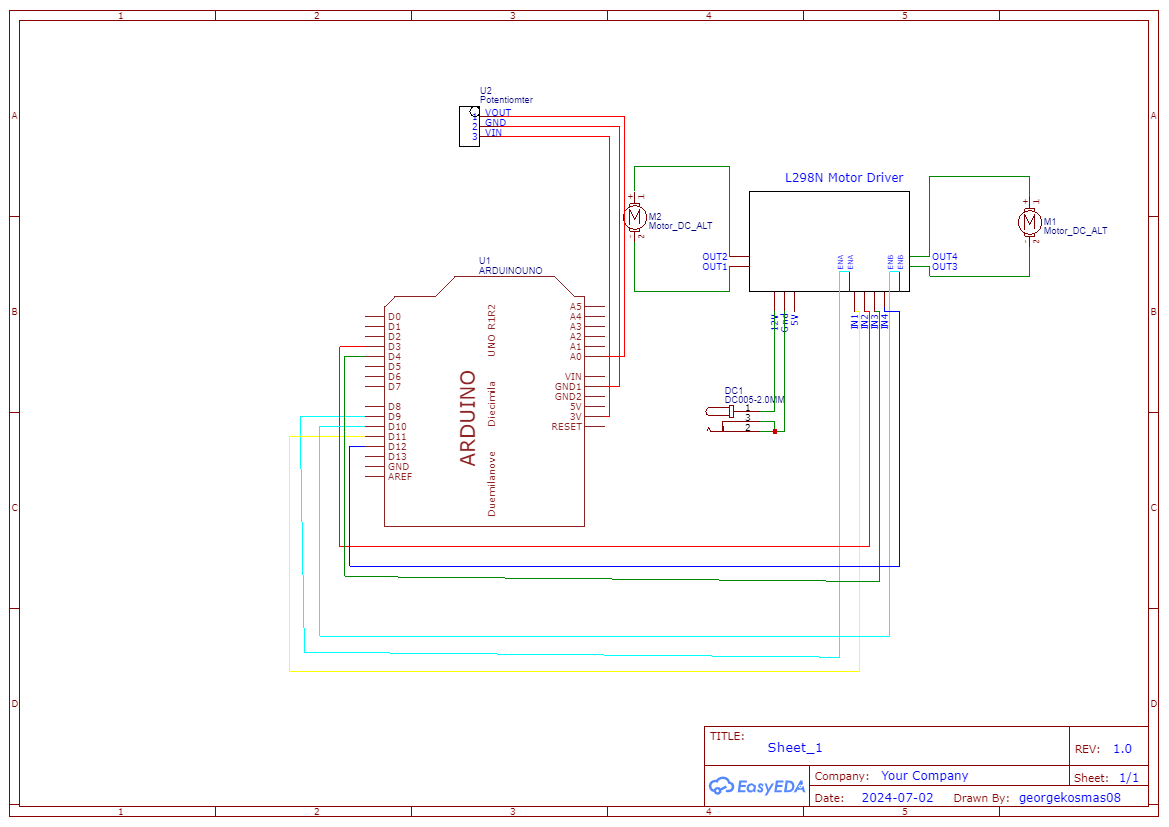 1 2 3 4 5
A A
B B
C C
D D
U2
Potentiomter
1 VOUT
2 GND
3 VIN
L298N Motor Driver
+ 1
M M2
Motor_DC_ALT
- 2
+ 1
M M1
Motor_DC_ALT
- 2
OUT2
OUT1
OUT4
OUT3
ENA
ENA
ENB
ENB
12V
Gnd
5V
IN1
IN2
IN3
IN4
U1
ARDUINOUNO
D0
D1
D2
D3
D4
D5
D6
D7
D8
D9
D10
D11
D12
D13
GND
AREF
ARDUINO
UNO R1R2
Diecimila
Duemilanove
A5
A4
A3
A2
A1
A0
VIN
GND1
GND2
5V
3V
RESET
DC1
DC005-2.0MM
1
3
2
TITLE:
Sheet_1
REV: 1.0
EasyEDA
Company: Your Company
Sheet: 1/1
Date: 2024-07-02 Drawn By: georgekosmas08
1 2 3 4 5